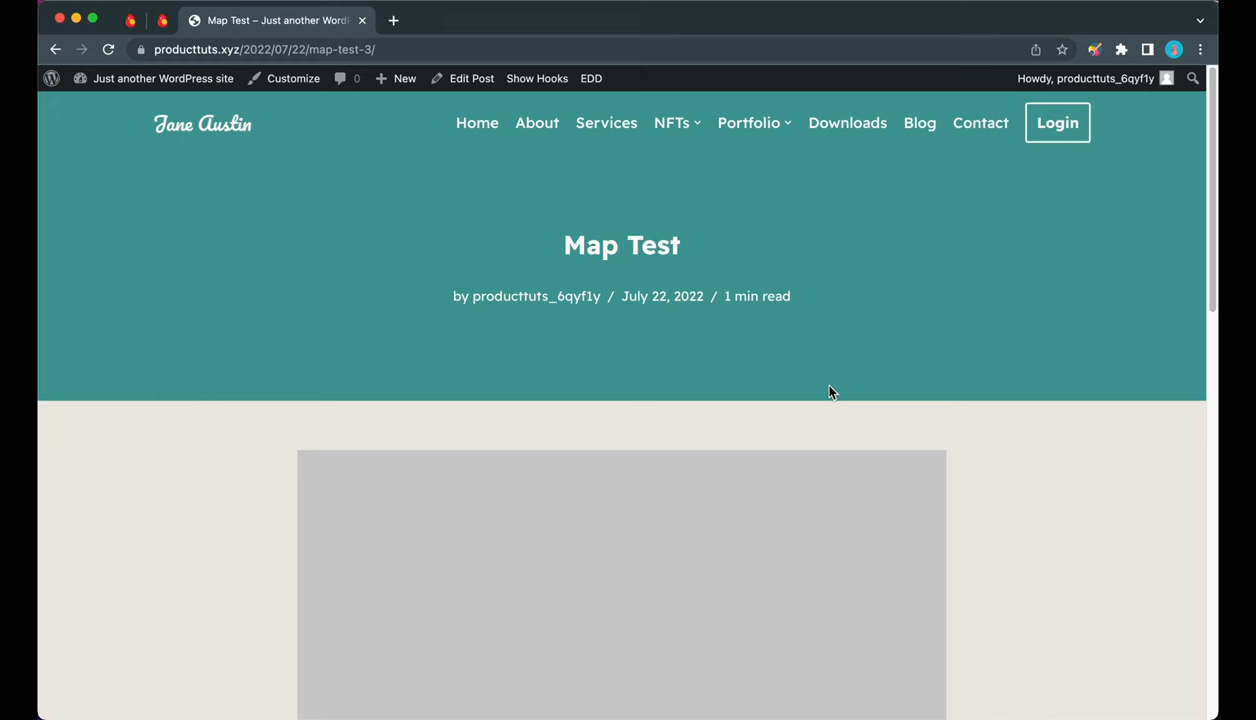 Map Test – Just another WordP
producttuts.xyz/2022/07/22/map-test-3/
Just another WordPress site Customize 0 New Edit Post Show Hooks EDD Howdy, producttuts_6qyf1y
Jane Austin Home About Services NFTs Portfolio Downloads Blog Contact Login
Map Test
by producttuts_6qyf1y / July 22, 2022 / 1 min read